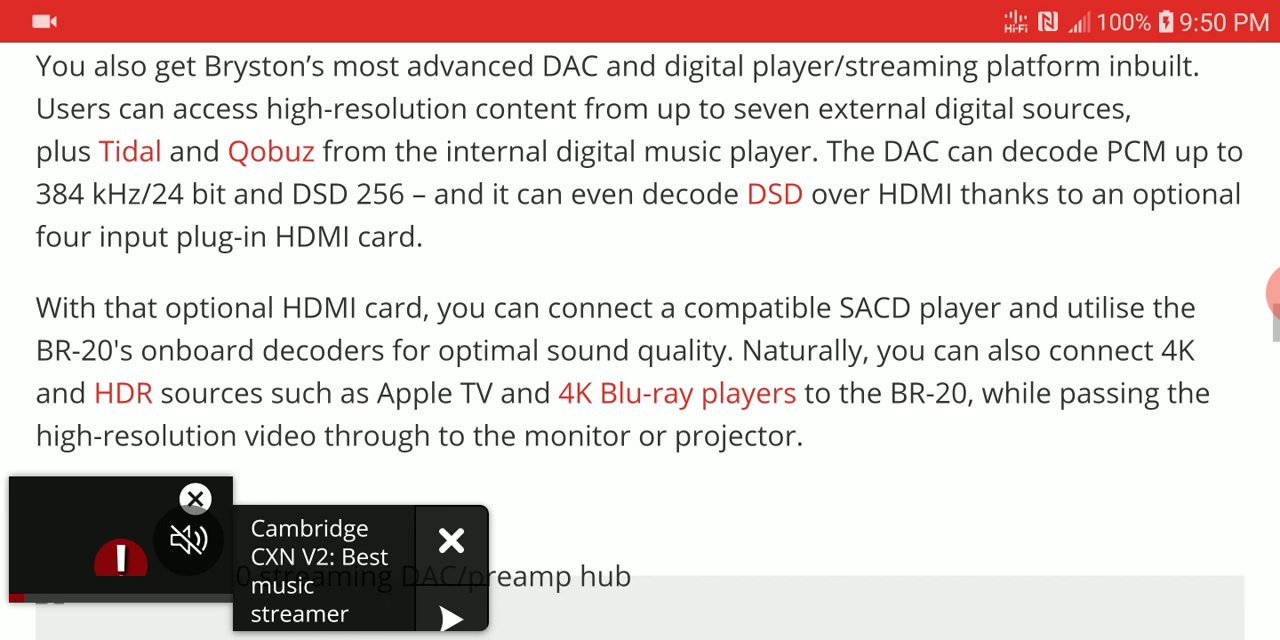 Hi-Fi 100% 9:50 PM
You also get Bryston’s most advanced DAC and digital player/streaming platform inbuilt.
Users can access high-resolution content from up to seven external digital sources,
plus Tidal and Qobuz from the internal digital music player. The DAC can decode PCM up to
384 kHz/24 bit and DSD 256 – and it can even decode DSD over HDMI thanks to an optional
four input plug-in HDMI card.
With that optional HDMI card, you can connect a compatible SACD player and utilise the
BR-20's onboard decoders for optimal sound quality. Naturally, you can also connect 4K
and HDR sources such as Apple TV and 4K Blu-ray players to the BR-20, while passing the
high-resolution video through to the monitor or projector.
0 streaming DAC/preamp hub
Cambridge
CXN V2: Best
music
streamer